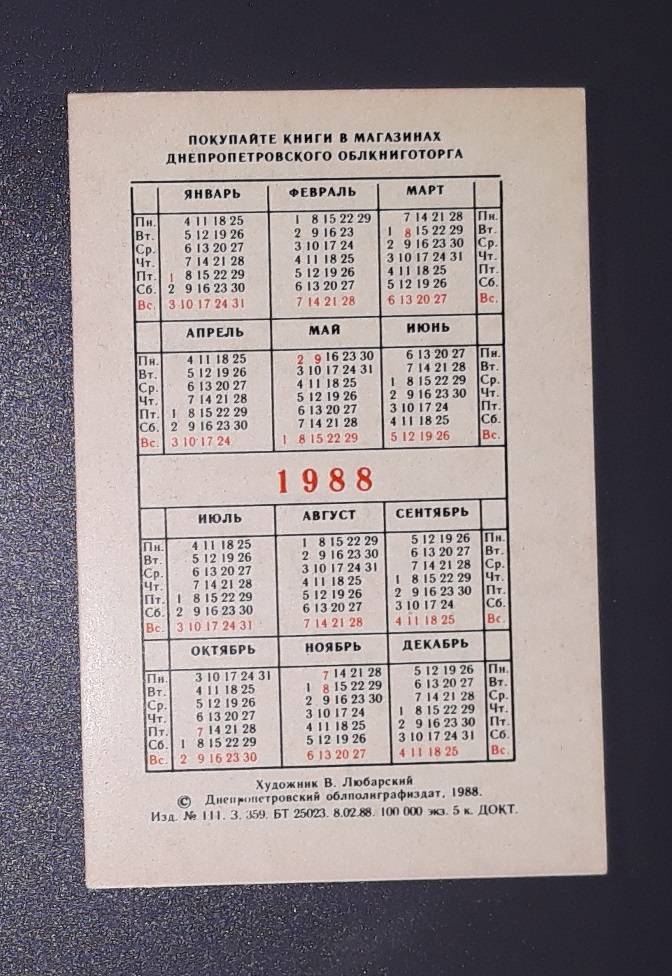 ПОКУПАЙТЕ КНИГИ В МАГАЗИНАХ
ДНЕПРОПЕТРОВСКОГО ОБЛКНИГОТОРГА
ЯНВАРЬ ФЕВРАЛЬ МАРТ
Пн. 4 11 18 25 1 8 15 22 29 7 14 21 28 Пн.
Вт. 5 12 19 26 2 9 16 23 1 8 15 22 29 Вт.
Ср. 6 13 20 27 3 10 17 24 2 9 16 23 30 Ср.
Чт. 7 14 21 28 4 11 18 25 3 10 17 24 31 Чт.
Пт. 1 8 15 22 29 5 12 19 26 4 11 18 25 Пт.
Сб. 2 9 16 23 30 6 13 20 27 5 12 19 26 Сб.
Вс. 3 10 17 24 31 7 14 21 28 6 13 20 27 Вс.
АПРЕЛЬ МАЙ ИЮНЬ
Пн. 4 11 18 25 2 9 16 23 30 6 13 20 27 Пн.
Вт. 5 12 19 26 3 10 17 24 31 7 14 21 28 Вт.
Ср. 6 13 20 27 4 11 18 25 1 8 15 22 29 Ср.
Чт. 7 14 21 28 5 12 19 26 2 9 16 23 30 Чт.
Пт. 1 8 15 22 29 6 13 20 27 3 10 17 24 Пт.
Сб. 2 9 16 23 30 7 14 21 28 4 11 18 25 Сб.
Вс. 3 10 17 24 1 8 15 22 29 5 12 19 26 Вс.
1988
ИЮЛЬ АВГУСТ СЕНТЯБРЬ
Пн. 4 11 18 25 1 8 15 22 29 5 12 19 26 Пн.
Вт. 5 12 19 26 2 9 16 23 30 6 13 20 27 Вт.
Ср. 6 13 20 27 3 10 17 24 31 7 14 21 28 Ср.
Чт. 7 14 21 28 4 11 18 25 1 8 15 22 29 Чт.
Пт. 1 8 15 22 29 5 12 19 26 2 9 16 23 30 Пт.
Сб. 2 9 16 23 30 6 13 20 27 3 10 17 24 Сб.
Вс. 3 10 17 24 31 7 14 21 28 4 11 18 25 Вс.
ОКТЯБРЬ НОЯБРЬ ДЕКАБРЬ
Пн. 3 10 17 24 31 7 14 21 28 5 12 19 26 Пн.
Вт. 4 11 18 25 1 8 15 22 29 6 13 20 27 Вт.
Ср. 5 12 19 26 2 9 16 23 30 7 14 21 28 Ср.
Чт. 6 13 20 27 3 10 17 24 1 8 15 22 29 Чт.
Пт. 7 14 21 28 4 11 18 25 2 9 16 23 30 Пт.
Сб. 1 8 15 22 29 5 12 19 26 3 10 17 24 31 Сб.
Вс. 2 9 16 23 30 6 13 20 27 4 11 18 25 Вс.
Художник В. Любарский
© Днепропетровский облполиграфиздат, 1988.
Изд. № 111. З. 359. БТ 25023. 8.02.88. 100 000 экз. 5 к. ДОКТ.